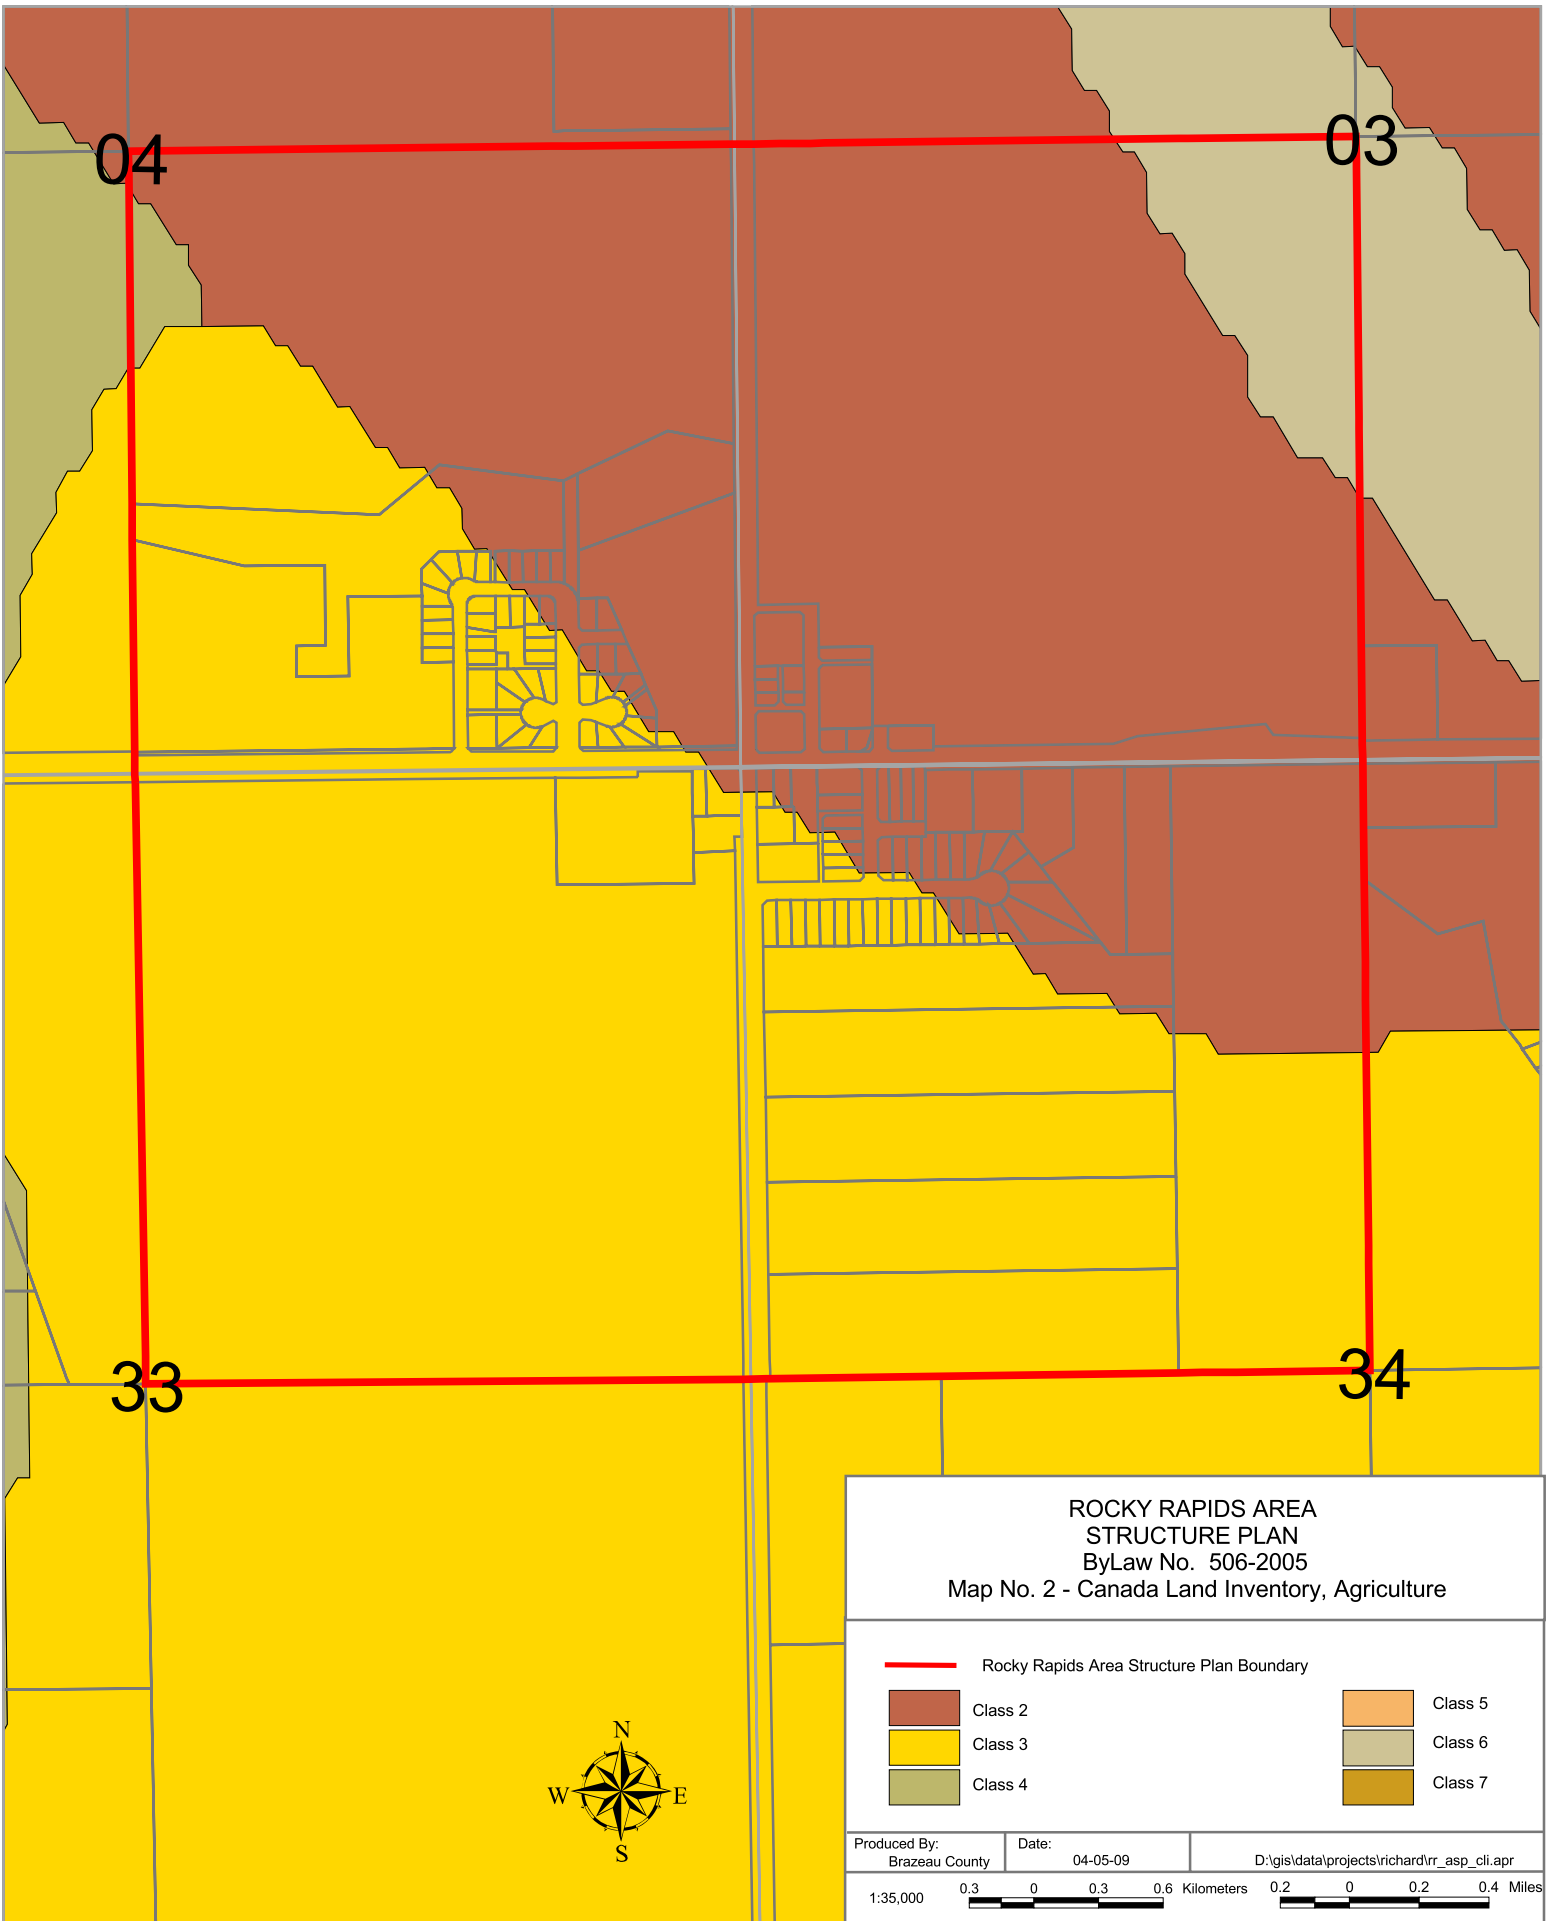 04
03
33
34
ROCKY RAPIDS AREA
STRUCTURE PLAN
ByLaw No.  506-2005
Map No. 2 - Canada Land Inventory, Agriculture
Rocky Rapids Area Structure Plan Boundary
Class 2
Class 3
Class 4
Class 5
Class 6
Class 7
N
W E
S
Produced By:
Brazeau County
Date:
04-05-09
D:\gis\data\projects\richard\rr_asp_cli.apr
1:35,000
0.3 0 0.3 0.6 Kilometers
0.2 0 0.2 0.4 Miles